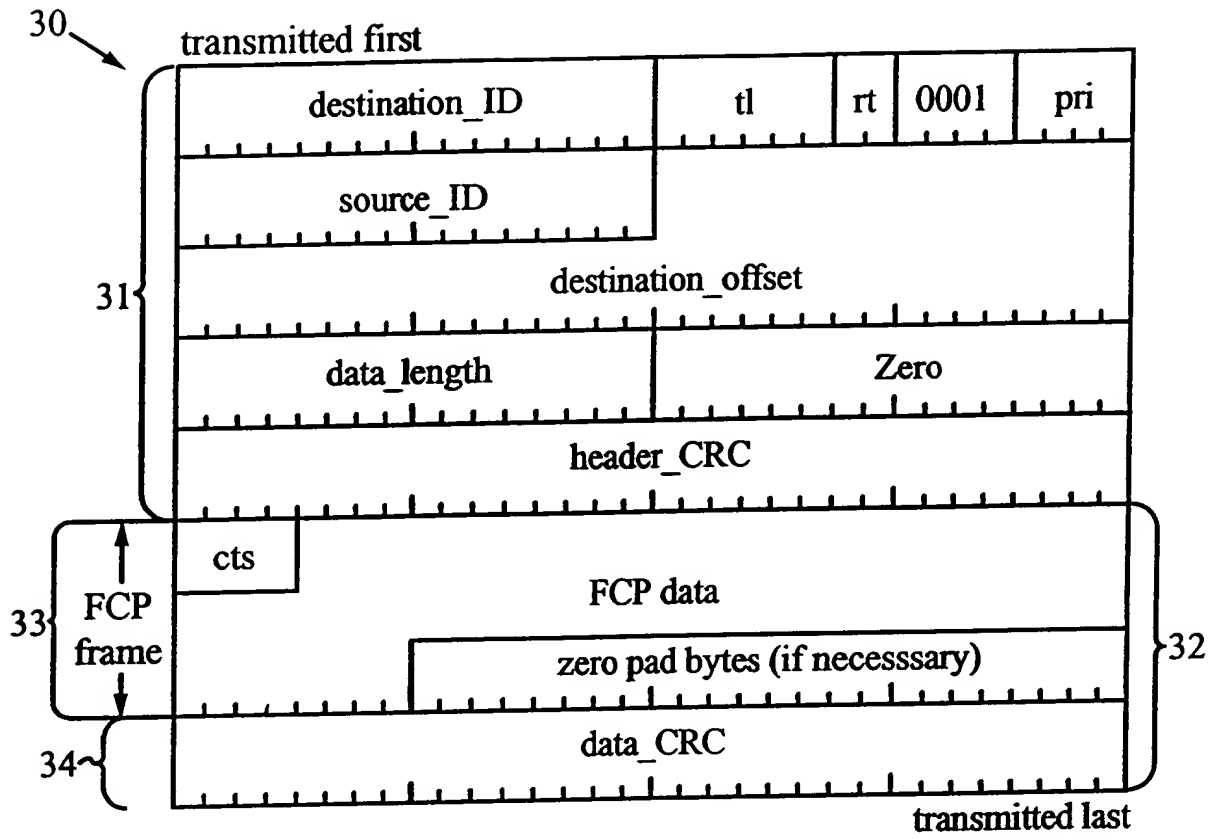 30
transmitted first
destination_ID tl rt 0001 pri
source_ID
31
destination_offset
data_length Zero
header_CRC
cts
FCP data
33
FCP
frame
32
zero pad bytes (if necesssary)
data_CRC
34
transmitted last